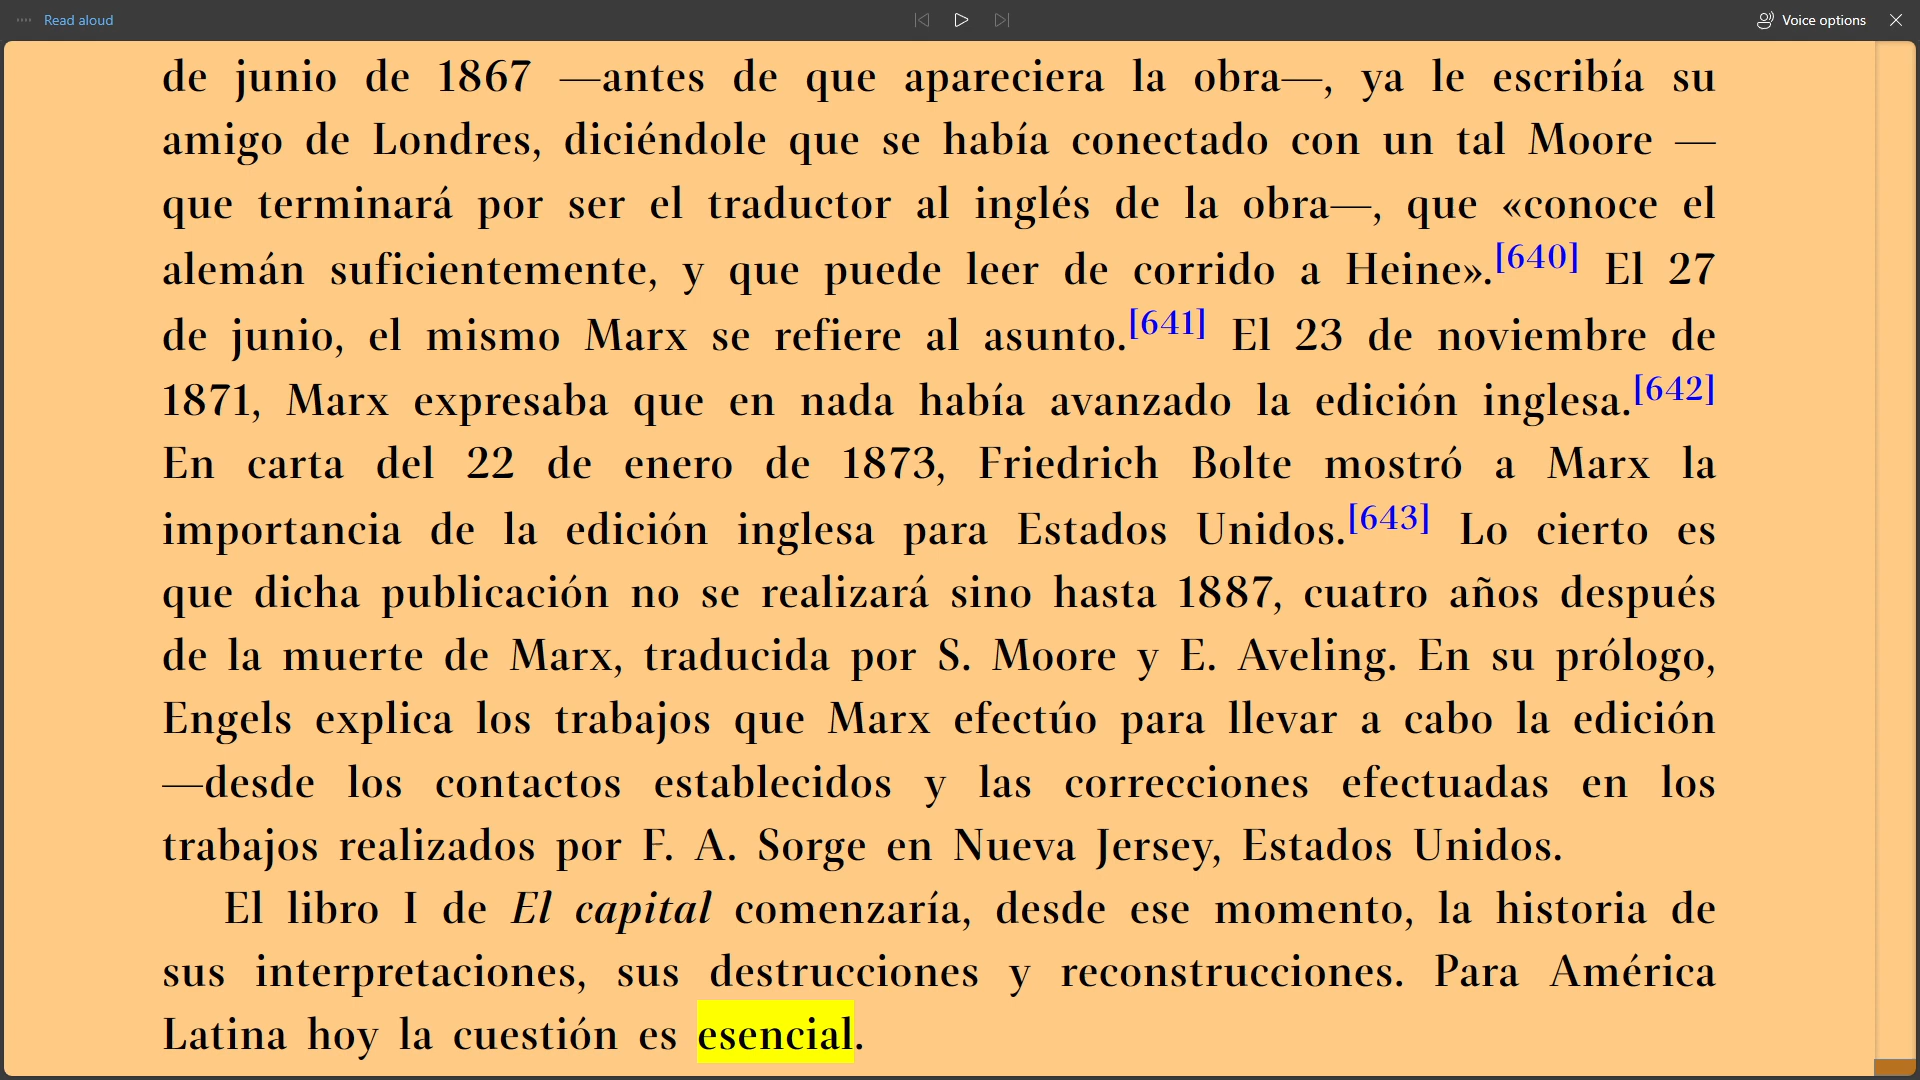 Read aloud
Voice options
de junio de 1867 —antes de que apareciera la obra—, ya le escribía su
amigo de Londres, diciéndole que se había conectado con un tal Moore —
que terminará por ser el traductor al inglés de la obra—, que «conoce el
alemán suficientemente, y que puede leer de corrido a Heine».[640] El 27
de junio, el mismo Marx se refiere al asunto.[641] El 23 de noviembre de
1871, Marx expresaba que en nada había avanzado la edición inglesa.[642]
En carta del 22 de enero de 1873, Friedrich Bolte mostró a Marx la
importancia de la edición inglesa para Estados Unidos.[643] Lo cierto es
que dicha publicación no se realizará sino hasta 1887, cuatro años después
de la muerte de Marx, traducida por S. Moore y E. Aveling. En su prólogo,
Engels explica los trabajos que Marx efectúo para llevar a cabo la edición
—desde los contactos establecidos y las correcciones efectuadas en los
trabajos realizados por F. A. Sorge en Nueva Jersey, Estados Unidos.
El libro I de El capital comenzaría, desde ese momento, la historia de
sus interpretaciones, sus destrucciones y reconstrucciones. Para América
Latina hoy la cuestión es esencial.